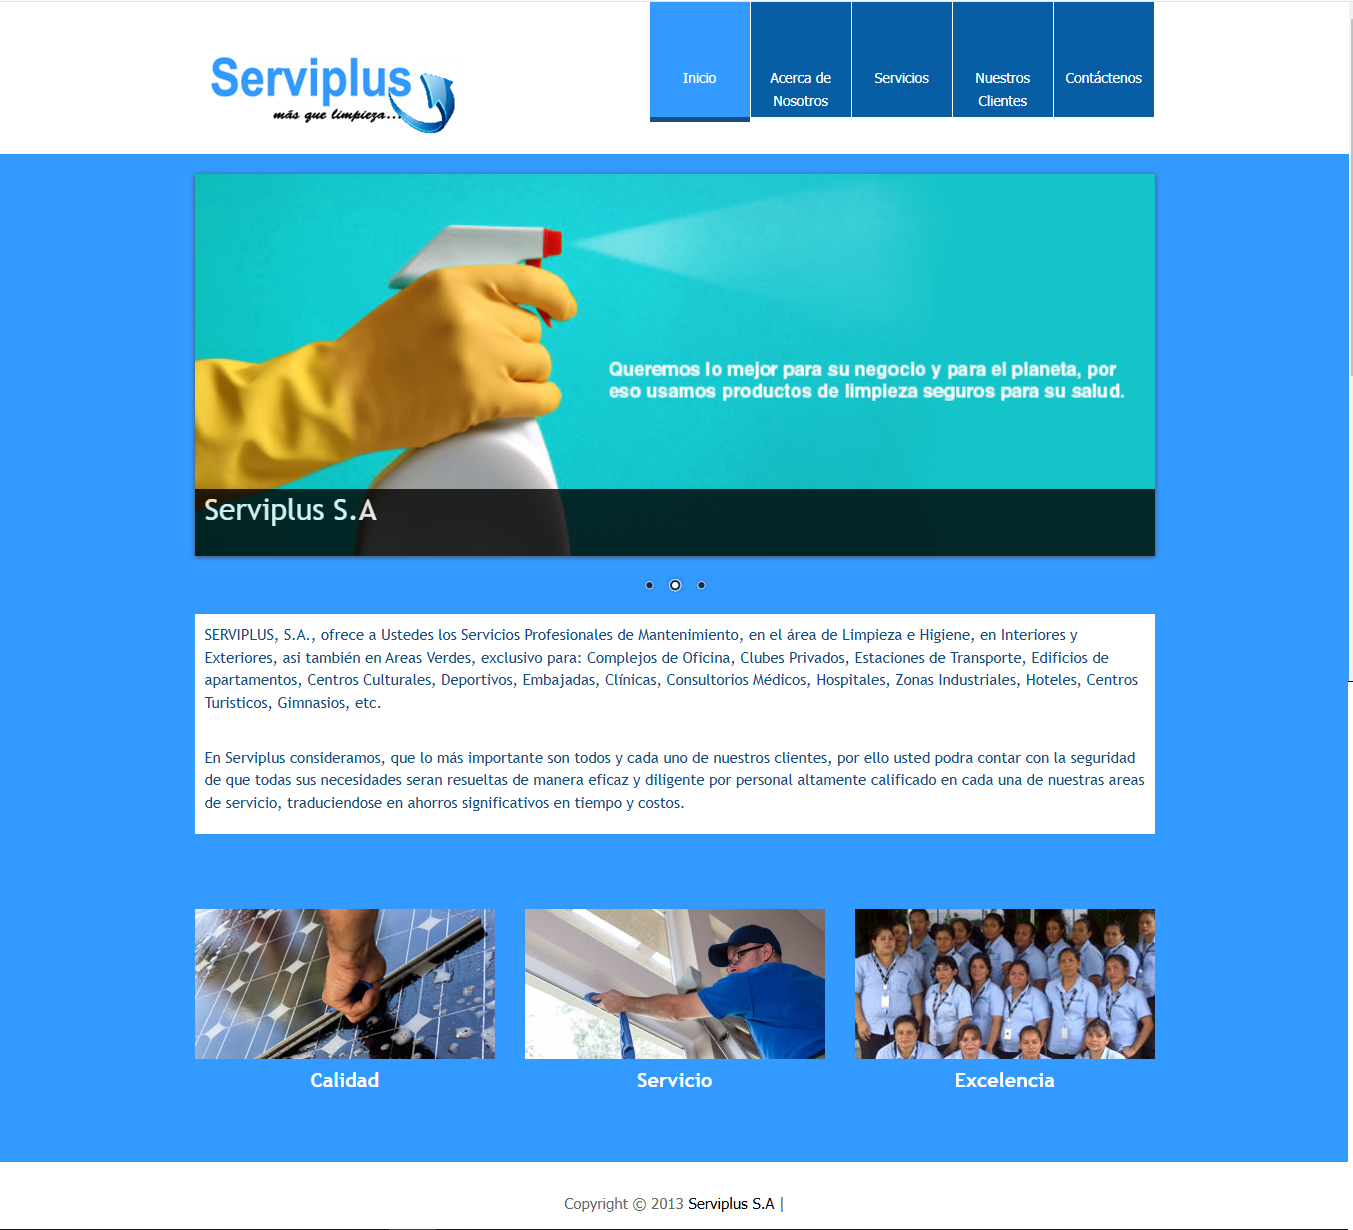 Serviplus
más que limpieza...
Inicio
Acerca de
Nosotros
Servicios
Nuestros
Clientes
Contáctenos
Queremos lo mejor para su negocio y para el planeta, por
eso usamos productos de limpieza seguros para su salud.
Serviplus S.A
SERVIPLUS, S.A., ofrece a Ustedes los Servicios Profesionales de Mantenimiento, en el área de Limpieza e Higiene, en Interiores y
Exteriores, asi también en Areas Verdes, exclusivo para: Complejos de Oficina, Clubes Privados, Estaciones de Transporte, Edificios de
apartamentos, Centros Culturales, Deportivos, Embajadas, Clínicas, Consultorios Médicos, Hospitales, Zonas Industriales, Hoteles, Centros
Turisticos, Gimnasios, etc.
En Serviplus consideramos, que lo más importante son todos y cada uno de nuestros clientes, por ello usted podra contar con la seguridad
de que todas sus necesidades seran resueltas de manera eficaz y diligente por personal altamente calificado en cada una de nuestras areas
de servicio, traduciendose en ahorros significativos en tiempo y costos.
Calidad
Servicio
Excelencia
Copyright © 2013 Serviplus S.A |